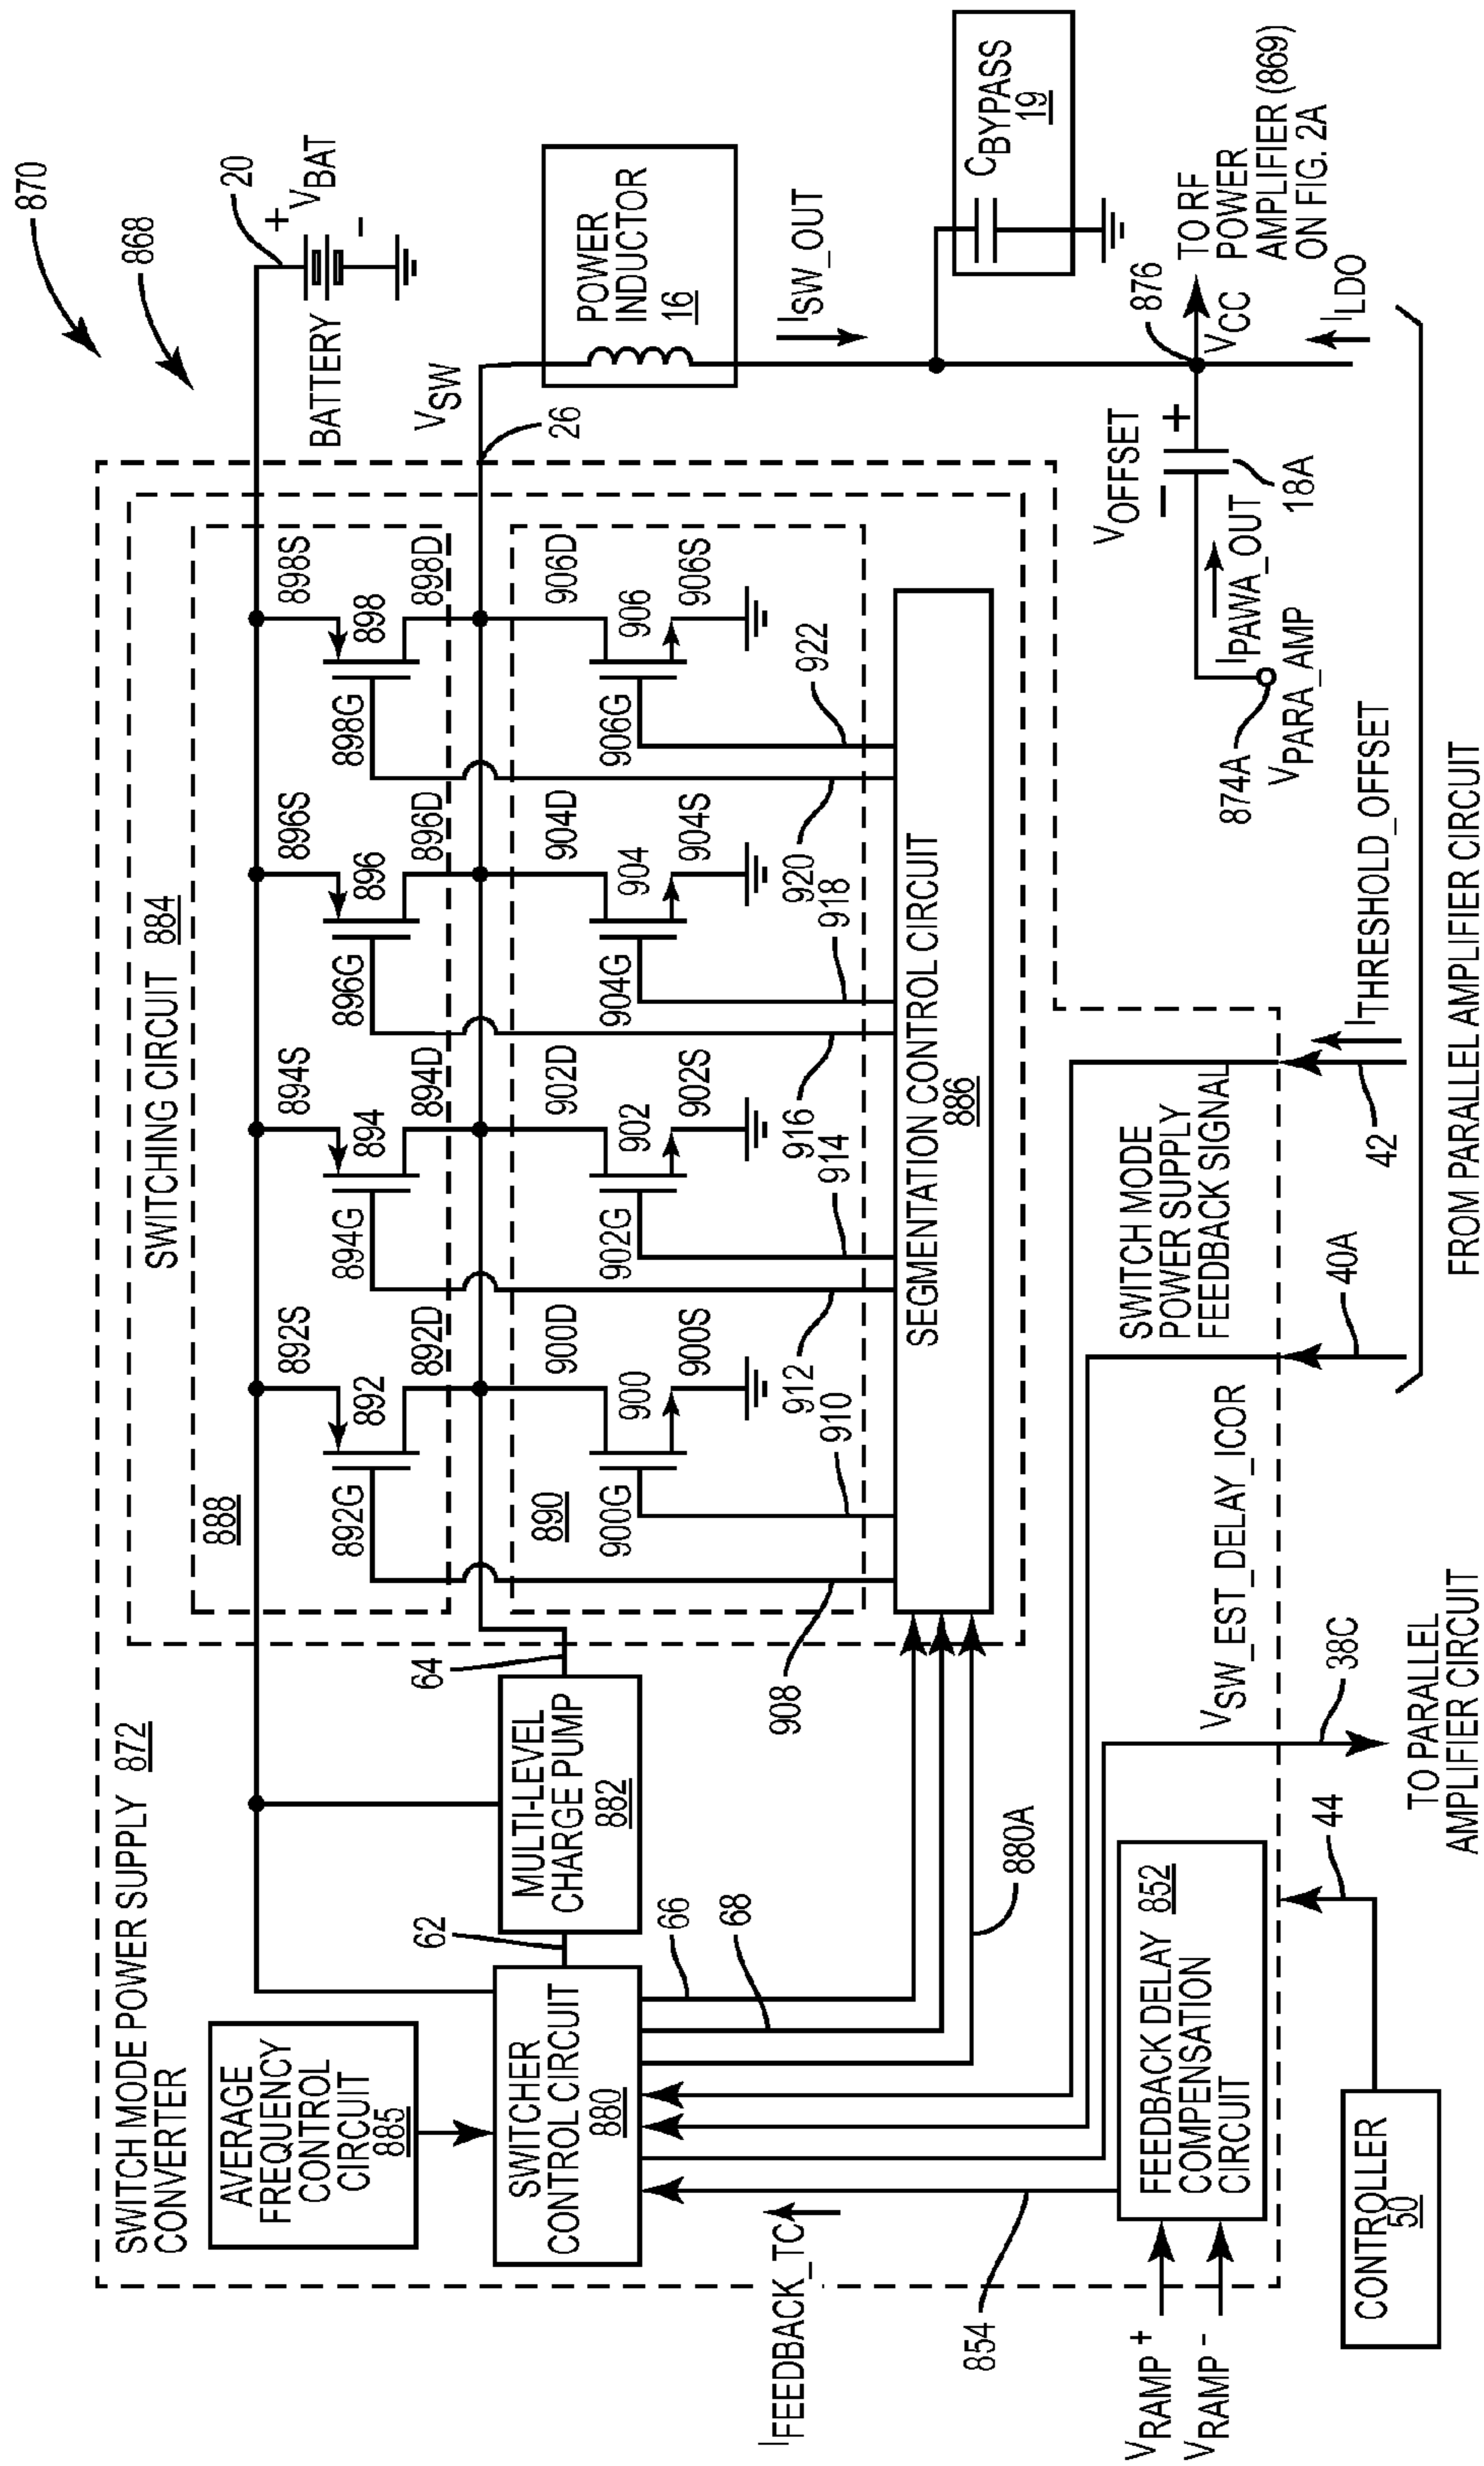 870
868
20
+
VBAT
-
BATTERY
SWITCH MODE POWER SUPPLY 872
CONVERTER
SWITCHING CIRCUIT 884
888
892S
892
892G
892D
894S
894
894G
894D
896S
896
896G
896D
898S
898
898G
898D
VSW
26
AVERAGE
FREQUENCY
CONTROL
CIRCUIT
885
62
64
MULTI-LEVEL
CHARGE PUMP
882
SWITCHER
CONTROL CIRCUIT
880
890
900D
900
900G
900S
902D
902
902G
902S
904D
904
904G
904S
906D
906
906G
906S
POWER
INDUCTOR
16
ISW_OUT
CBYPASS
19
66
68
880A
908
910
912
914
916
918
920
922
SEGMENTATION CONTROL CIRCUIT
886
IFEEDBACK_TC
854
VRAMP+
VRAMP-
FEEDBACK DELAY 852
COMPENSATION
CIRCUIT
SWITCH MODE
POWER SUPPLY
FEEDBACK SIGNAL
VOFFSET
-
+
18A
IPAWA_OUT
874A
VPARA_AMP
876
VCC
TO RF
POWER
AMPLIFIER (869)
ON FIG. 2A
ILDO
CONTROLLER
50
44
38C
VSW_EST_DELAY_ICOR
40A
42
ITHRESHOLD_OFFSET
TO PARALLEL
AMPLIFIER CIRCUIT
FROM PARALLEL AMPLIFIER CIRCUIT